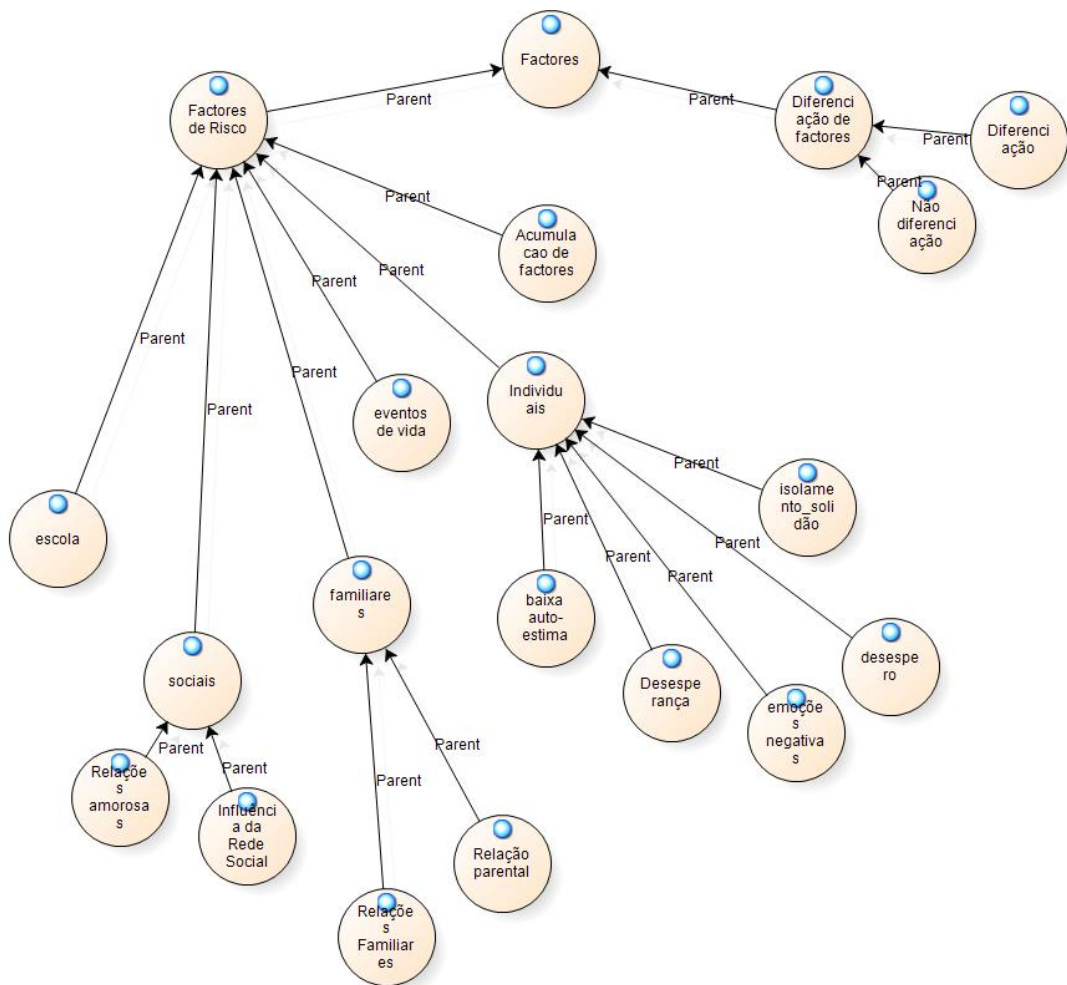 Factores
Factores
de Risco
Parent
Parent
Diferenci
ação de
factores
Diferenci
ação
Parent
Parent
Não
diferenci
ação
Parent
Acumula
cao de
factores
Parent
Parent
Parent
Parent
Parent
eventos
de vida
Individu
ais
Parent
isolame
nto_soli
dão
escola
Parent
Parent
Parent
Parent
baixa
auto-
estima
familiare
s
desespe
ro
sociais
Desespe
rança
emoçõe
s
negativa
s
Parent
Parent
Parent
Parent
Relaçõe
s
amorosa
s
Influênc
ia da
Rede
Social
Relação
parental
Relaçõe
s
Familiar
es